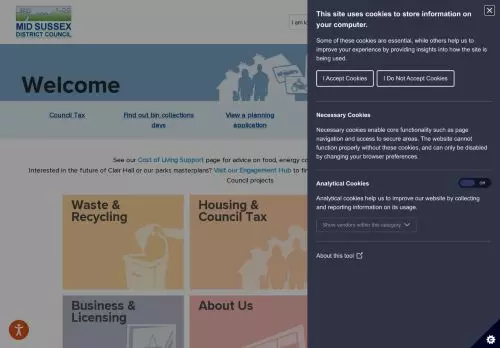 MID SUSSEX
DISTRICT COUNCIL
I am lo
Welcome
Council Tax
Find out bin collections
days
View a planning
application
See our Cost of Living Support page for advice on food, energy co
Interested in the future of Clair Hall or our parks masterplans? Visit our Engagement Hub to fin
Council projects
Waste &
Recycling
Housing &
Council Tax
Business &
Licensing
About Us
This site uses cookies to store information on
your computer.
Some of these cookies are essential, while others help us to
improve your experience by providing insights into how the site is
being used.
I Accept Cookies
I Do Not Accept Cookies
Necessary Cookies
Necessary cookies enable core functionality such as page
navigation and access to secure areas. The website cannot
function properly without these cookies, and can only be disabled
by changing your browser preferences.
Analytical Cookies
Off
Analytical cookies help us to improve our website by collecting
and reporting information on its usage.
Show vendors within this category
About this tool